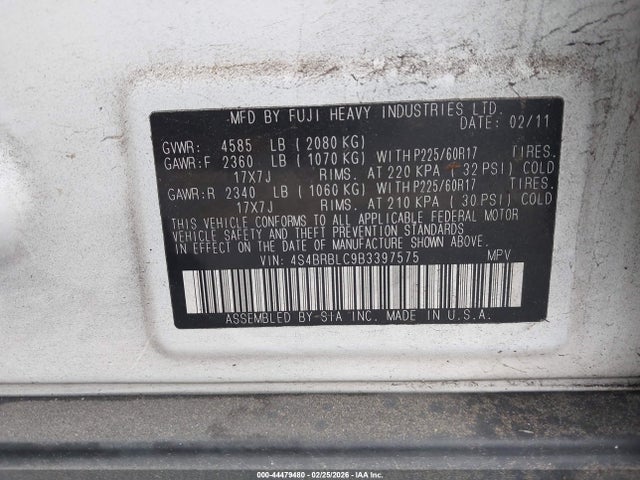 MFD BY FUJI HEAVY INDUSTRIES LTD.
DATE: 02/11
GVWR: 4585 LB ( 2080 KG)
GAWR:F 2360 LB ( 1070 KG) WITH P225/60R17 TIRES.
17X7J RIMS. AT 220 KPA ( 32 PSI) COLD
GAWR:R 2340 LB ( 1060 KG) WITH P225/60R17 TIRES.
17X7J RIMS. AT 210 KPA ( 30 PSI) COLD
THIS VEHICLE CONFORMS TO ALL APPLICABLE FEDERAL MOTOR
VEHICLE SAFETY AND THEFT PREVENTION STANDARDS
IN EFFECT ON THE DATE OF MANUFACTURE SHOWN ABOVE.
VIN: 4S4BRBLC9B3397575 MPV
ASSEMBLED BY-SIA INC. MADE IN U.S.A.
000-44479480 - 02/25/2026 - IAA Inc.